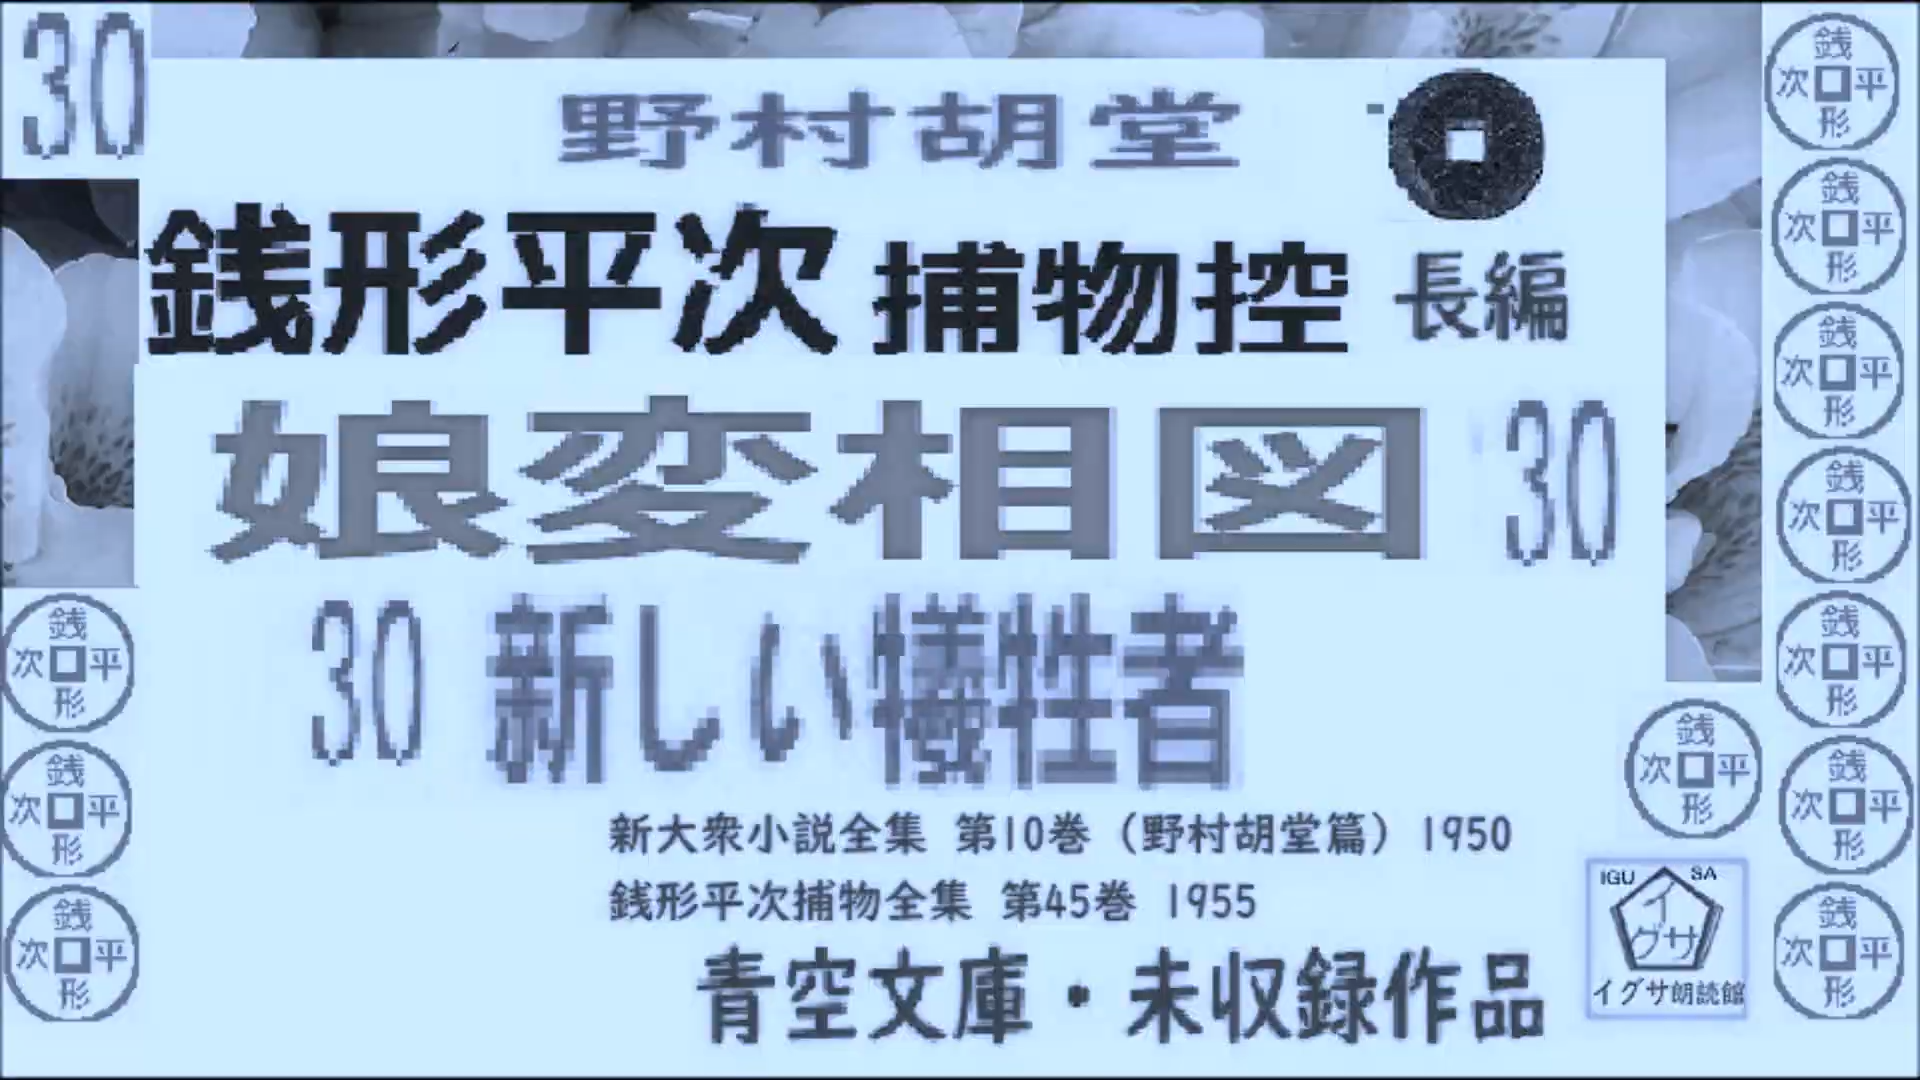 30
野村胡堂
銭形平次 捕物控 長編
娘変相図 30
30 新しい犠牲者
新大衆小説全集 第10巻（野村胡堂篇）1950
銭形平次捕物全集 第45巻 1955
青空文庫・未収録作品
IGU SA
イグサ
イグサ朗読館
銭形平次
銭形平次
銭形平次
銭形平次
銭形平次
銭形平次
銭形平次
銭形平次
銭形平次
銭形平次
銭形平次